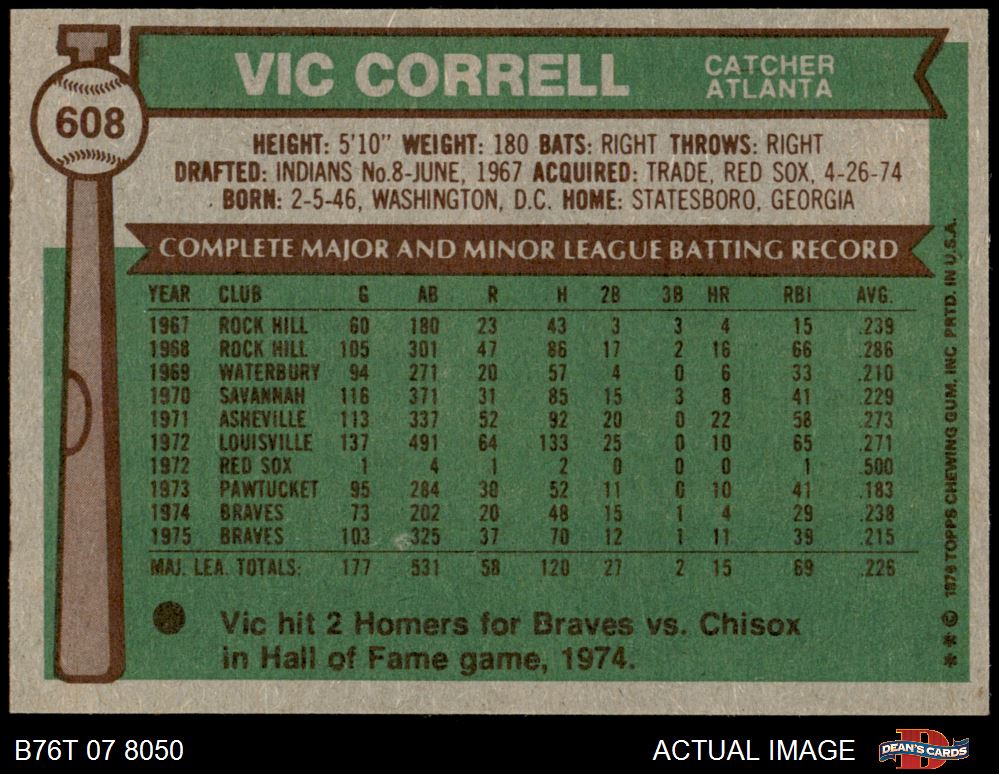 VIC CORRELL
CATCHER
ATLANTA
608
HEIGHT: 5'10" WEIGHT: 180 BATS: RIGHT THROWS: RIGHT
DRAFTED: INDIANS No.8-JUNE, 1967 ACQUIRED: TRADE, RED SOX, 4-26-74
BORN: 2-5-46, WASHINGTON, D.C. HOME: STATESBORO, GEORGIA
COMPLETE MAJOR AND MINOR LEAGUE BATTING RECORD
YEAR CLUB G AB R H 2B 3B HR RBI AVG.
1967 ROCK HILL 60 180 23 43 3 3 4 15 .239
1968 ROCK HILL 105 301 47 86 17 2 16 66 .286
1969 WATERBURY 94 271 20 57 4 0 6 33 .210
1970 SAVANNAH 116 371 31 85 15 3 8 41 .229
1971 ASHEVILLE 113 337 52 92 20 0 22 58 .273
1972 LOUISVILLE 137 491 64 133 25 0 10 65 .271
1972 RED SOX 1 4 1 2 0 0 0 1 .500
1973 PAWTUCKET 95 284 30 52 11 0 10 41 .183
1974 BRAVES 73 202 20 48 15 1 4 29 .238
1975 BRAVES 103 325 37 70 12 1 11 39 .215
MAJ. LEA. TOTALS: 177 531 58 120 27 2 15 69 .226
Vic hit 2 Homers for Braves vs. Chisox
in Hall of Fame game, 1974.
** © 1976 TOPPS CHEWING GUM, INC. PRTD. IN U.S.A.
B76T 07 8050
ACTUAL IMAGE
D
DEAN'S CARDS